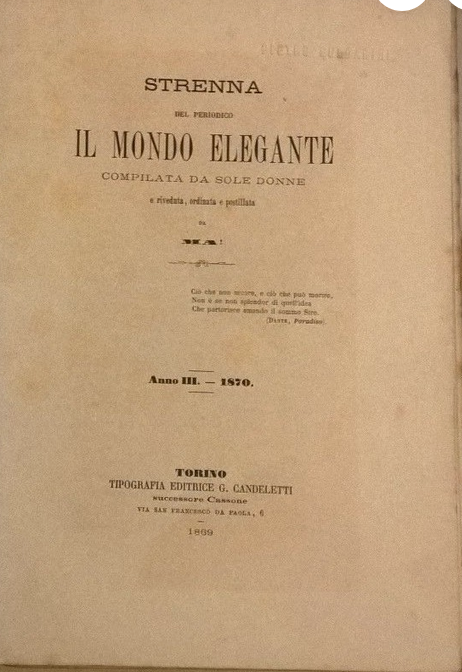 STRENNA
DEL PERIODICO
IL MONDO ELEGANTE
COMPILATA DA SOLE DONNE
e riveduta, ordinata e postillata
DA
MA!
Ciò che non muore, e ciò che può morire,
Non è se non splendor di quell'idea
Che partorisce amando il sommo Sire.
(DANTE, Paradiso).
Anno III. — 1870.
TORINO
TIPOGRAFIA EDITRICE G. CANDELETTI
successore Cassone
VIA SAN FRANCESCO DA PAOLA, 6
1869